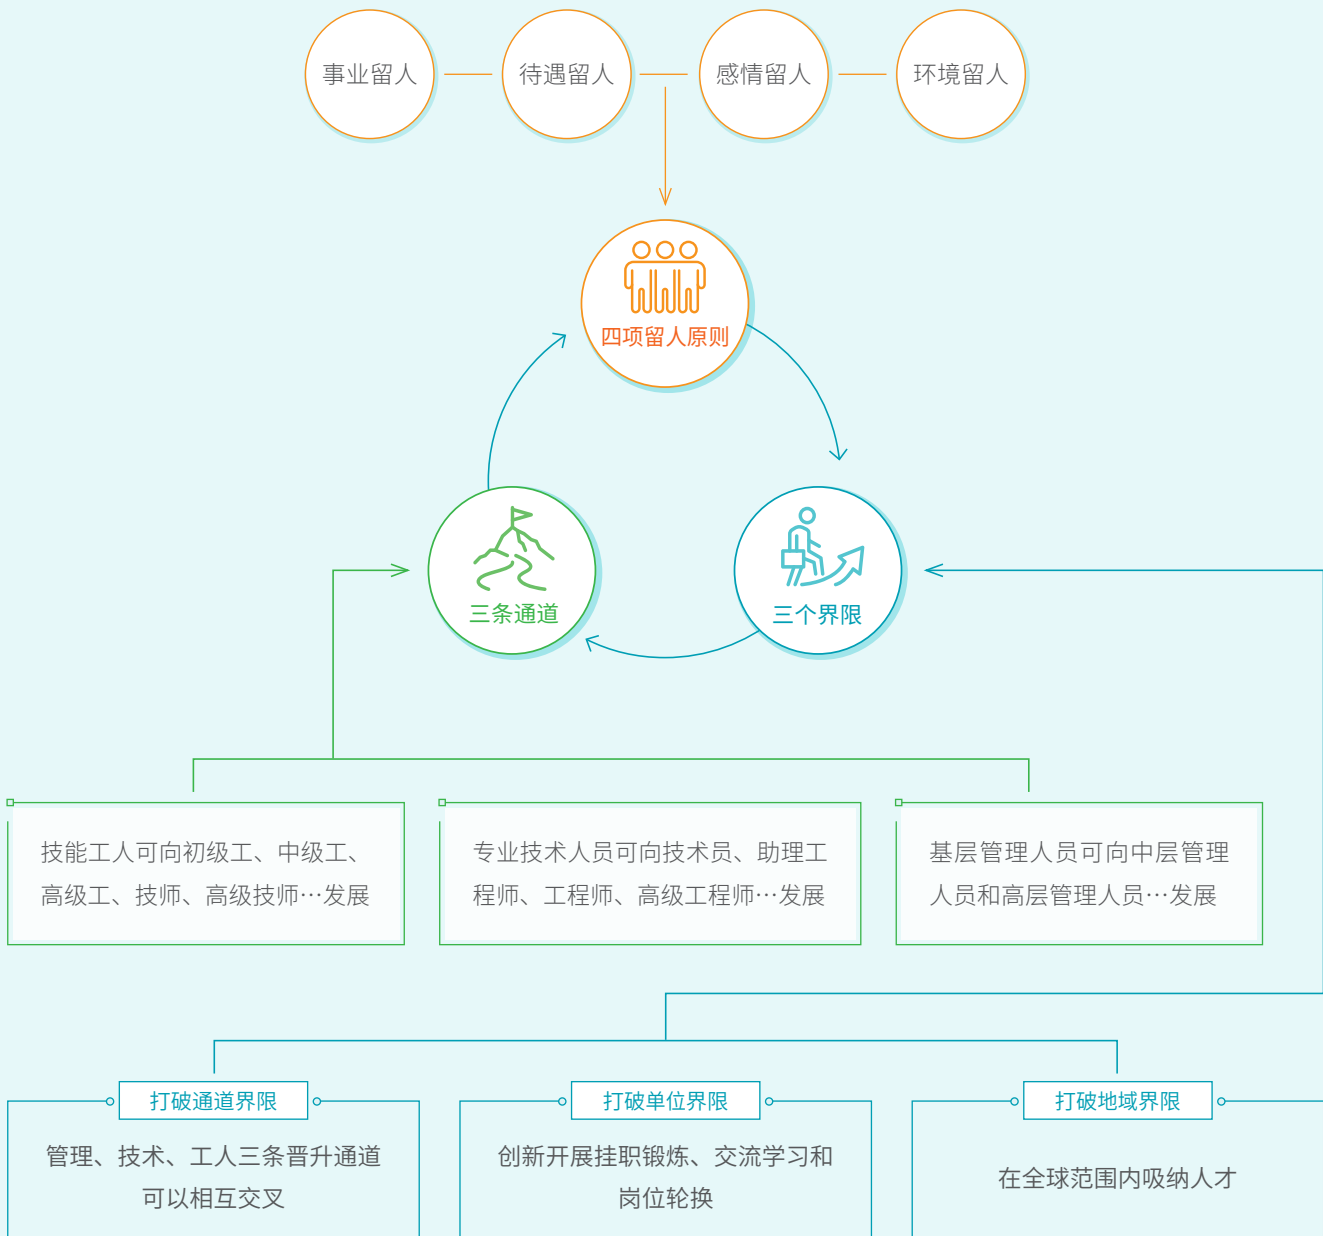 事业留人
待遇留人
感情留人
环境留人
四项留人原则
三条通道
三个界限
技能工人可向初级工、中级工、
高级工、技师、高级技师…发展
专业技术人员可向技术员、助理工
程师、工程师、高级工程师…发展
基层管理人员可向中层管理
人员和高层管理人员…发展
打破通道界限
管理、技术、工人三条晋升通道
可以相互交叉
打破单位界限
创新开展挂职锻炼、交流学习和
岗位轮换
打破地域界限
在全球范围内吸纳人才